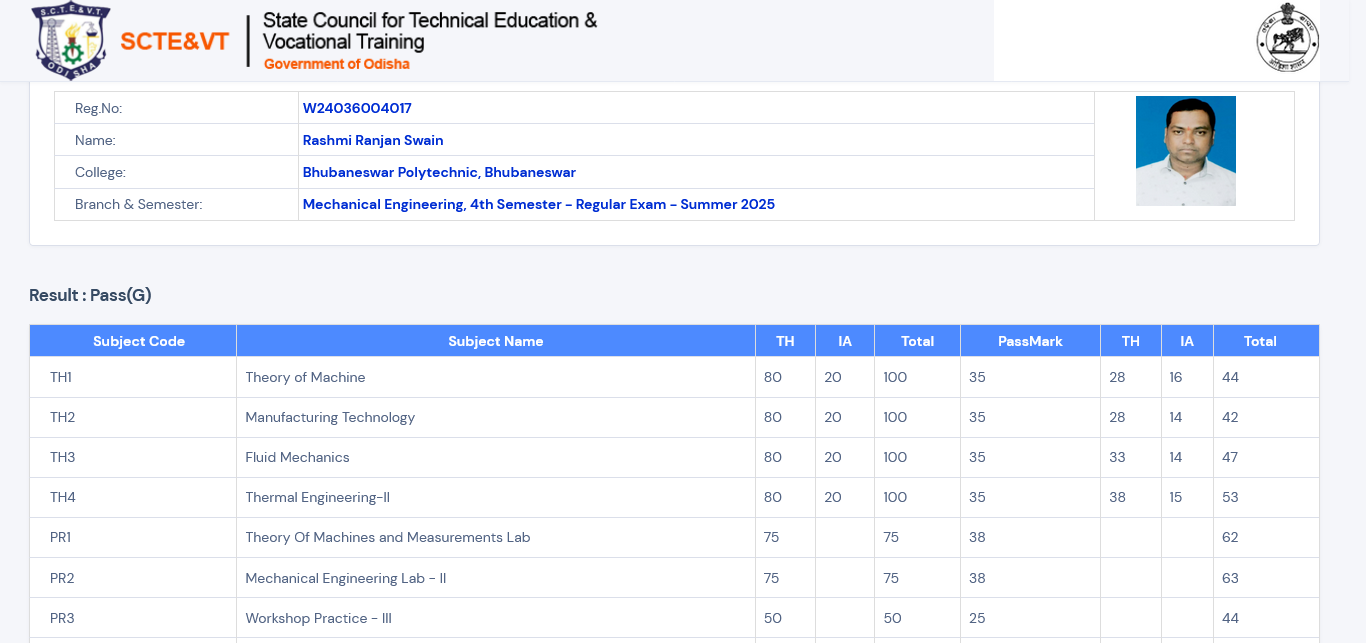 S.C.T.E.&V.T.
ODISHA
SCTE&VT
State Council for Technical Education &
Vocational Training
Government of Odisha
Reg.No: W24036004017
Name: Rashmi Ranjan Swain
College: Bhubaneswar Polytechnic, Bhubaneswar
Branch & Semester: Mechanical Engineering, 4th Semester - Regular Exam - Summer 2025
Result : Pass(G)
Subject Code Subject Name TH IA Total PassMark TH IA Total
TH1 Theory of Machine 80 20 100 35 28 16 44
TH2 Manufacturing Technology 80 20 100 35 28 14 42
TH3 Fluid Mechanics 80 20 100 35 33 14 47
TH4 Thermal Engineering-II 80 20 100 35 38 15 53
PR1 Theory Of Machines and Measurements Lab 75 75 38 62
PR2 Mechanical Engineering Lab - II 75 75 38 63
PR3 Workshop Practice - III 50 50 25 44